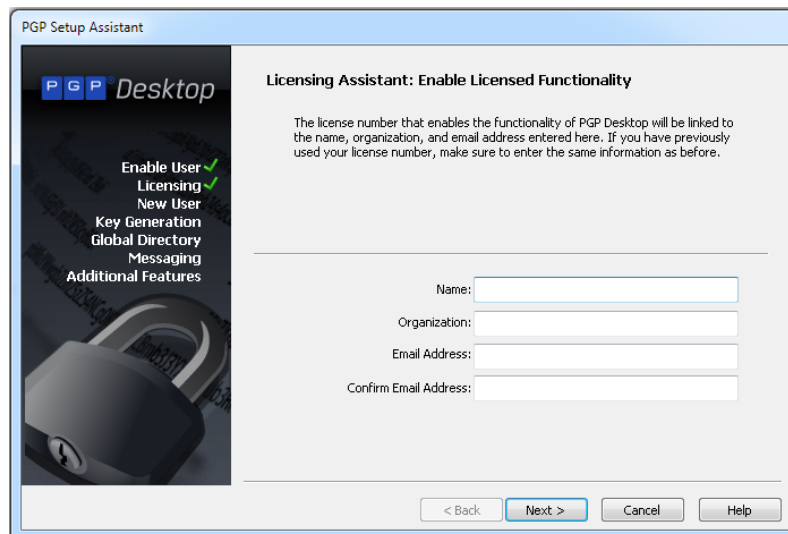 PGP Setup Assistant
PGP Desktop
Enable User
Licensing
New User
Key Generation
Global Directory
Messaging
Additional Features
Licensing Assistant: Enable Licensed Functionality
The license number that enables the functionality of PGP Desktop will be linked to
the name, organization, and email address entered here. If you have previously
used your license number, make sure to enter the same information as before.
Name:
Organization:
Email Address:
Confirm Email Address:
< Back
Next >
Cancel
Help